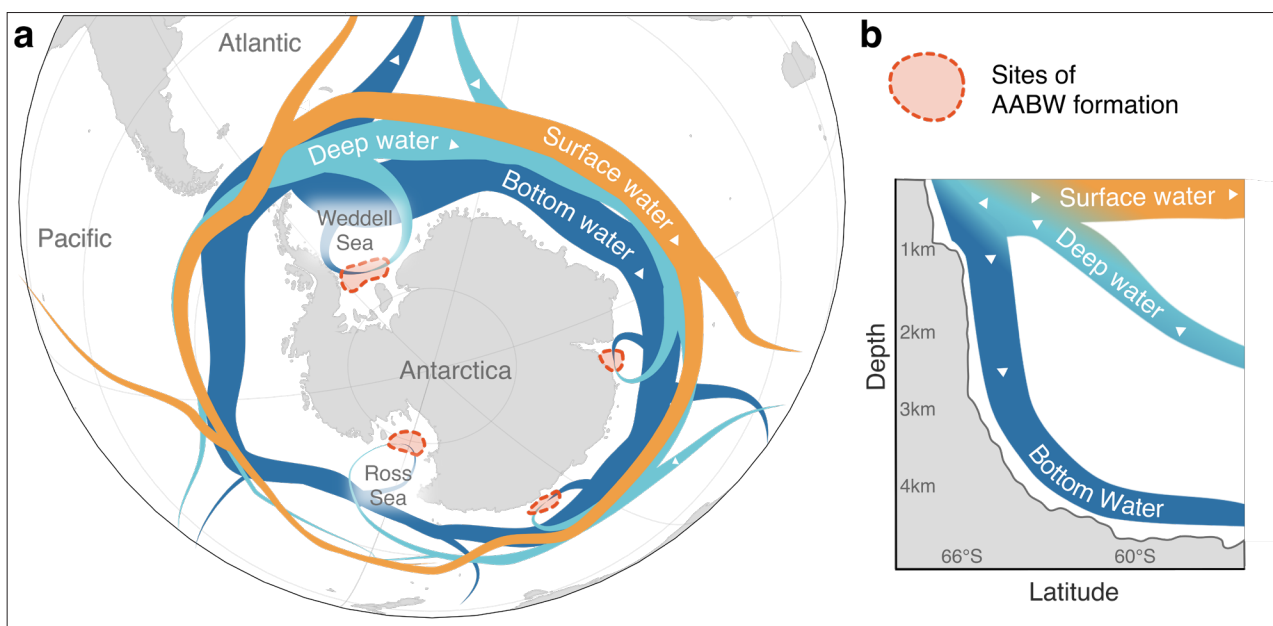 a
Atlantic
Deep water
Surface water
Bottom water
Weddell
Sea
Pacific
Antarctica
Ross
Sea
b
Sites of
AABW formation
Surface water
Deep water
Bottom Water
1km
2km
3km
4km
Depth
66°S
60°S
Latitude